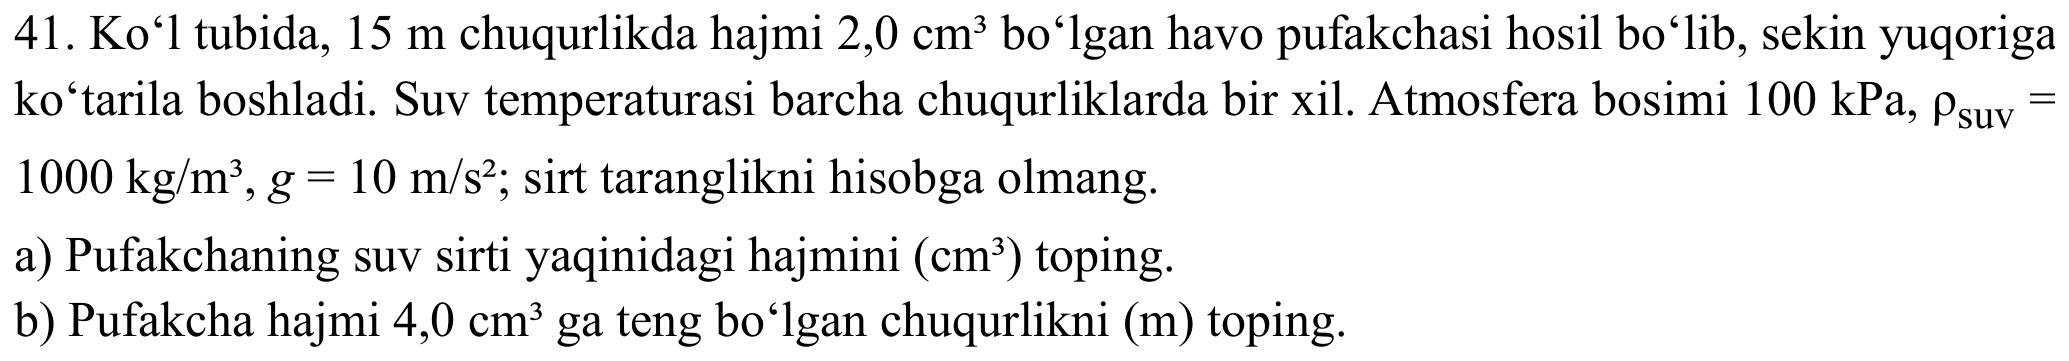 41. Ko‘l tubida, 15 m chuqurlikda hajmi 2,0 cm³ bo‘lgan havo pufakchasi hosil bo‘lib, sekin yuqoriga
ko‘tarila boshladi. Suv temperaturasi barcha chuqurliklarda bir xil. Atmosfera bosimi 100 kPa, ρsuv =
1000 kg/m³, g = 10 m/s²; sirt taranglikni hisobga olmang.
a) Pufakchaning suv sirti yaqinidagi hajmini (cm³) toping.
b) Pufakcha hajmi 4,0 cm³ ga teng bo‘lgan chuqurlikni (m) toping.